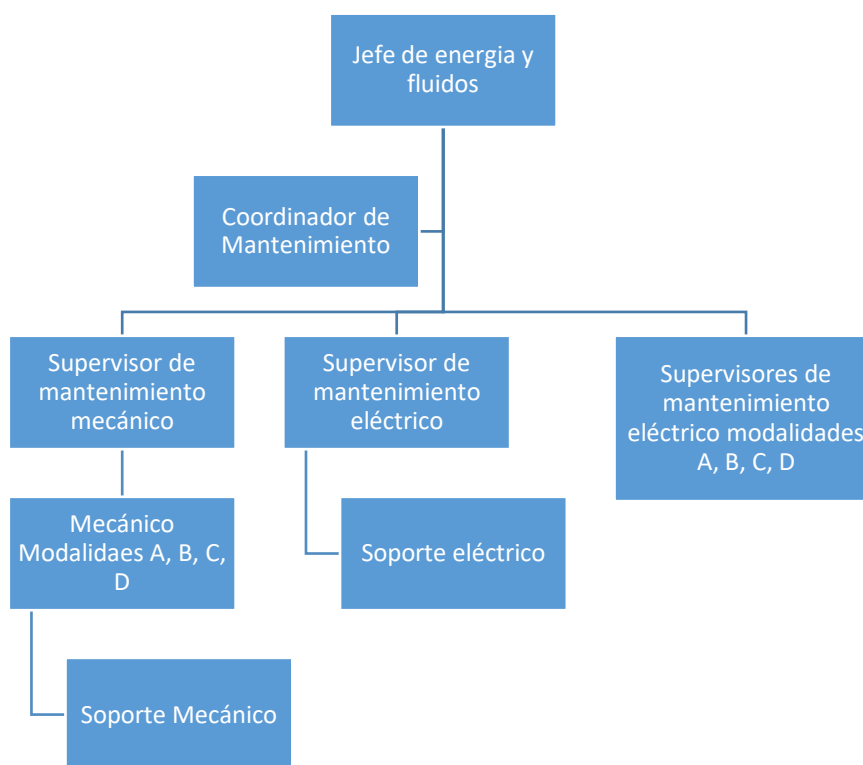 Jefe de energia y
fluidos
Coordinador de
Mantenimiento
Supervisor de
mantenimiento
mecánico
Supervisor de
mantenimiento
eléctrico
Supervisores de
mantenimiento
eléctrico modalidades
A, B, C, D
Mecánico
Modalidaes A, B, C,
D
Soporte eléctrico
Soporte Mecánico